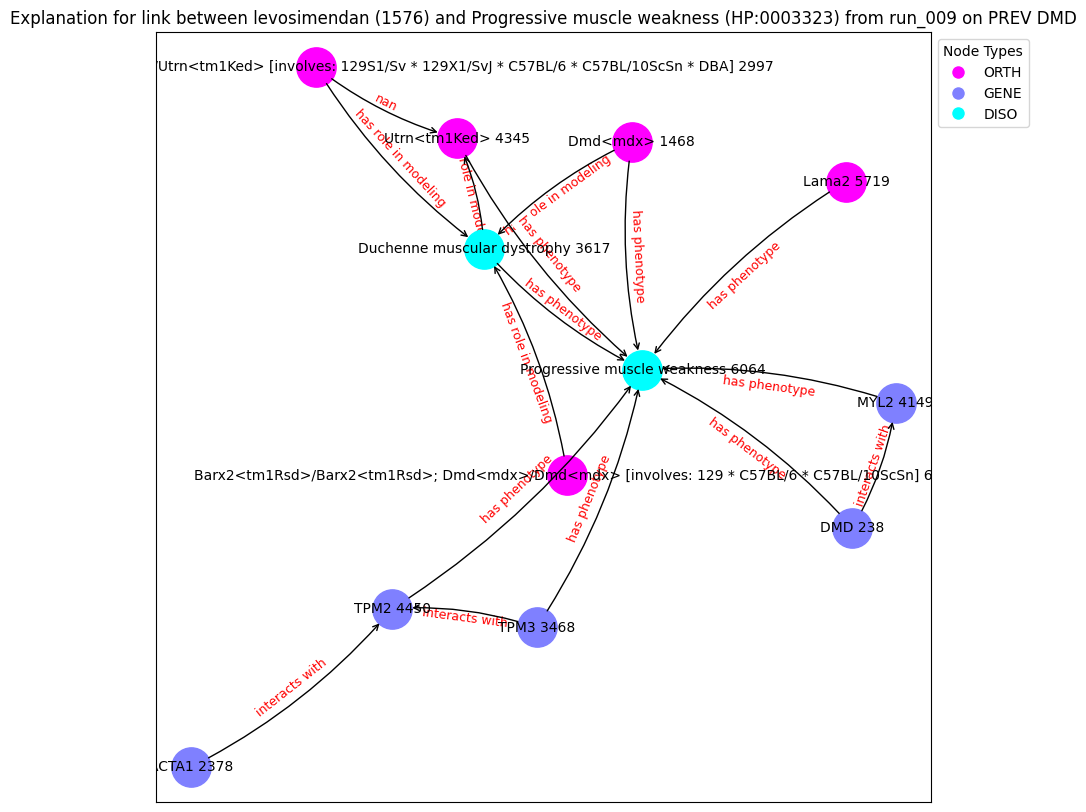 Explanation for link between levosimendan (1576) and Progressive muscle weakness (HP:0003323) from run_009 on PREV DMD
Node Types
ORTH
GENE
DISO
/Utrn<tm1Ked> [involves: 129S1/Sv * 129X1/SvJ * C57BL/6 * C57BL/10ScSn * DBA] 2997
nan
has role in modeling
Utrn<tm1Ked> 4345
Dmd<mdx> 1468
ole in modeling
role in mod
Lama2 5719
has phenotype
has phenotype
has phenotype
Duchenne muscular dystrophy 3617
has phenotype
has role in modeling
Progressive muscle weakness 6064
has phenotype
MYL2 4149
has phenotype
interacts with
has phenotype
has phenotype
Barx2<tm1Rsd>/Barx2<tm1Rsd>; Dmd<mdx>/Dmd<mdx> [involves: 129 * C57BL/6 * C57BL/10ScSn] 6
DMD 238
TPM2 4450
interacts with
TPM3 3468
interacts with
ACTA1 2378